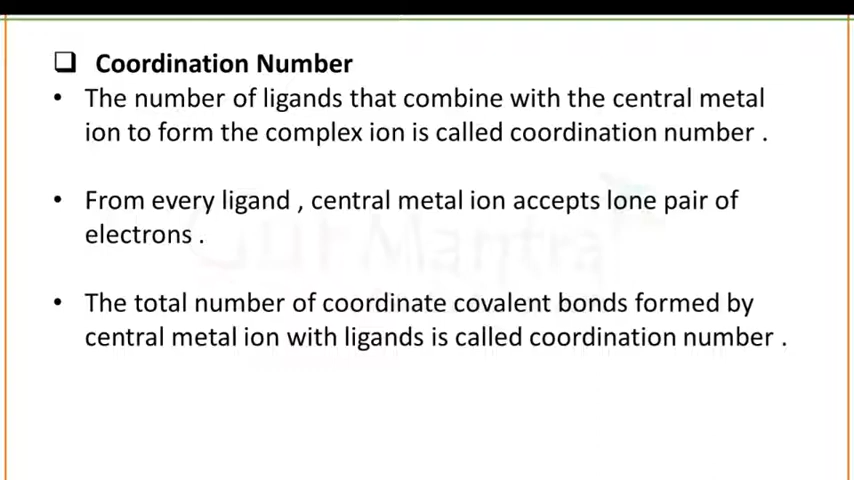 ❑ Coordination Number
• The number of ligands that combine with the central metal
ion to form the complex ion is called coordination number .
• From every ligand , central metal ion accepts lone pair of
electrons .
• The total number of coordinate covalent bonds formed by
central metal ion with ligands is called coordination number .